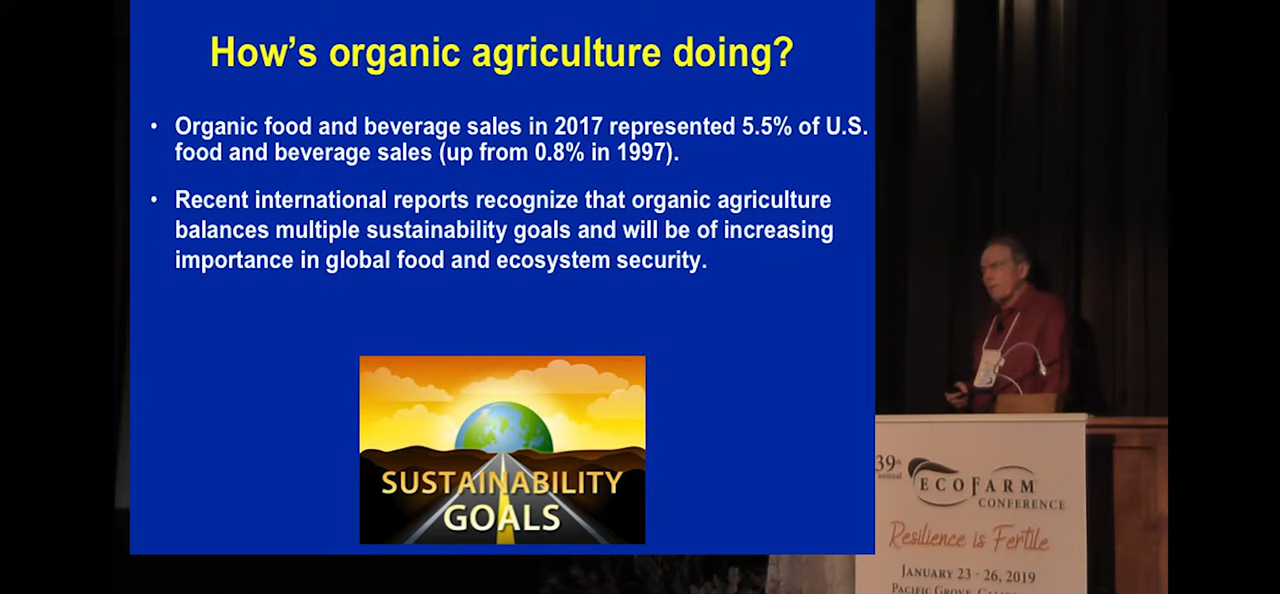 How's organic agriculture doing?
• Organic food and beverage sales in 2017 represented 5.5% of U.S.
food and beverage sales (up from 0.8% in 1997).
• Recent international reports recognize that organic agriculture
balances multiple sustainability goals and will be of increasing
importance in global food and ecosystem security.
SUSTAINABILITY
GOALS
39th
annual
ECOFARM
CONFERENCE
Resilience is Fertile
JANUARY 23 - 26, 2019
PACIFIC GROVE,